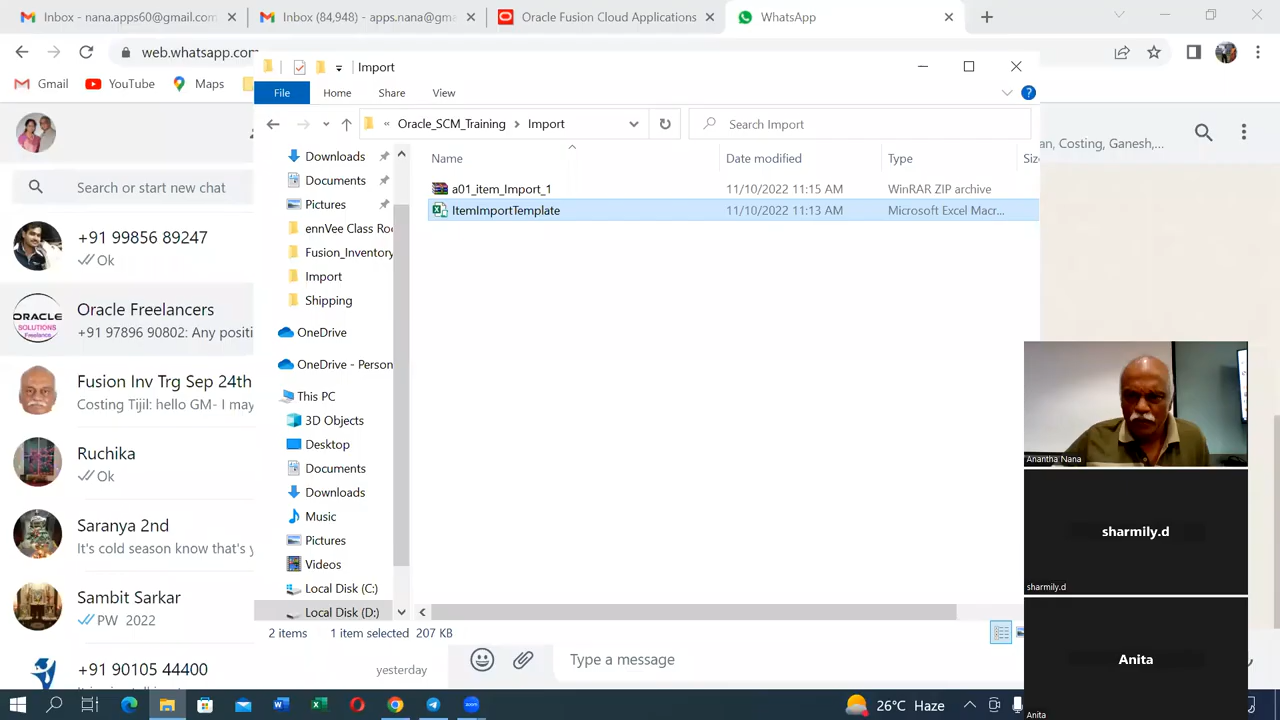 Inbox - nana.apps60@gmail.com
Inbox (84,948) - apps.nana@gm
Oracle Fusion Cloud Applications
WhatsApp
web.whatsapp.com
Gmail
YouTube
Maps
Import
File
Home
Share
View
« Oracle_SCM_Training
Import
Search Import
an, Costing, Ganesh,...
Search or start new chat
+91 99856 89247
Ok
Oracle Freelancers
+91 97896 90802: Any positi
ORACLE
SOLUTIONS
Freelance
Fusion Inv Trg Sep 24th
Costing Tijil: hello GM- I may
Ruchika
Ok
Saranya 2nd
It's cold season know that's y
Sambit Sarkar
PW 2022
+91 90105 44400
yesterday
Downloads
Documents
Pictures
ennVee Class Roo
Fusion_Inventory
Import
Shipping
OneDrive
OneDrive - Person
This PC
3D Objects
Desktop
Documents
Downloads
Music
Pictures
Videos
Local Disk (C:)
Local Disk (D:)
Name
Date modified
Type
Siz
a01_item_Import_1
11/10/2022 11:15 AM
WinRAR ZIP archive
ItemImportTemplate
11/10/2022 11:13 AM
Microsoft Excel Macr...
2 items
1 item selected 207 KB
Type a message
Anantha Nana
sharmily.d
sharmily.d
Anita
Anita
26°C Haze